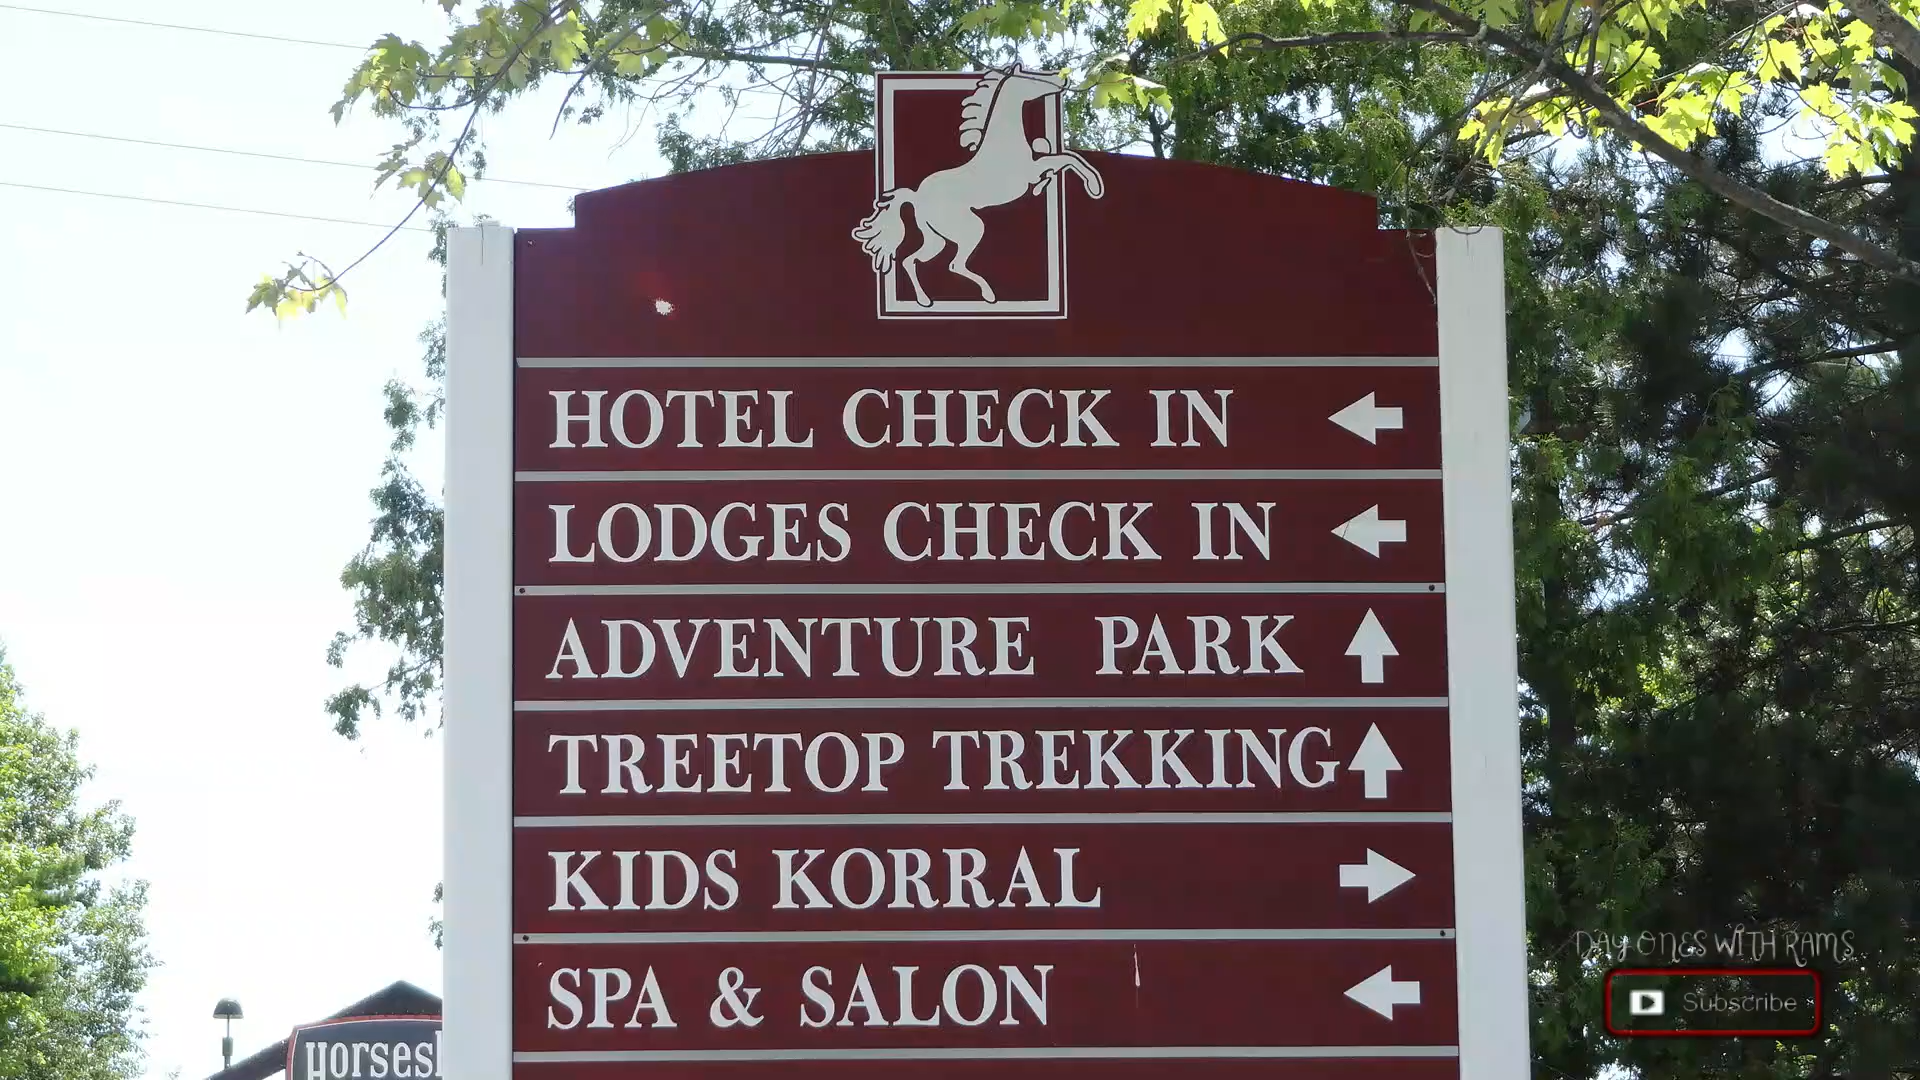 HOTEL CHECK IN
LODGES CHECK IN
ADVENTURE PARK
TREETOP TREKKING
KIDS KORRAL
SPA & SALON
DAY ONES WITH RAMS
Subscribe